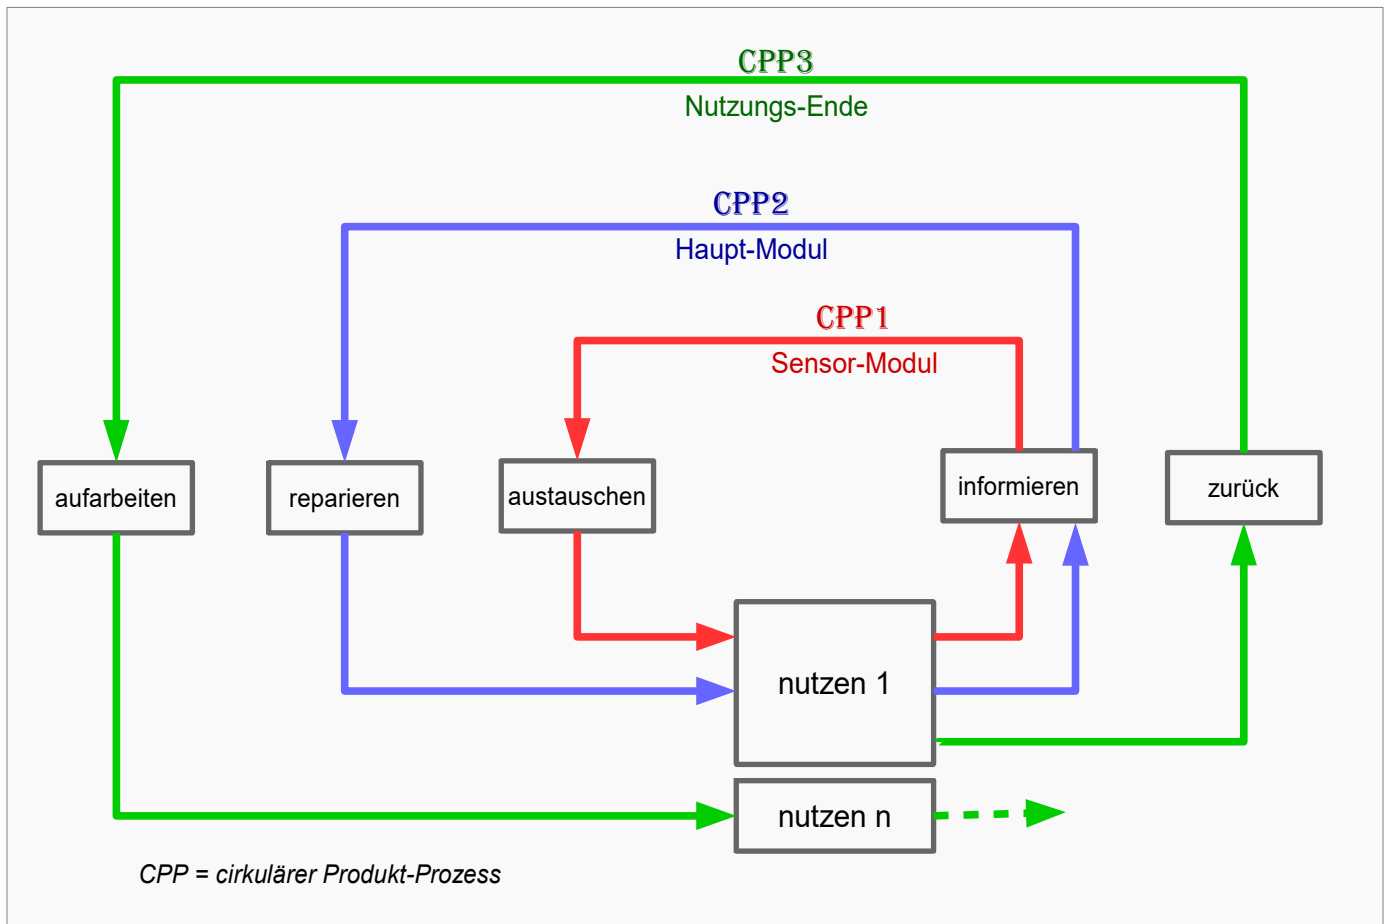 CPP3
Nutzungs-Ende
CPP2
Haupt-Modul
CPP1
Sensor-Modul
aufarbeiten
reparieren
austauschen
informieren
zurück
nutzen 1
nutzen n
CPP = cirkulärer Produkt-Prozess